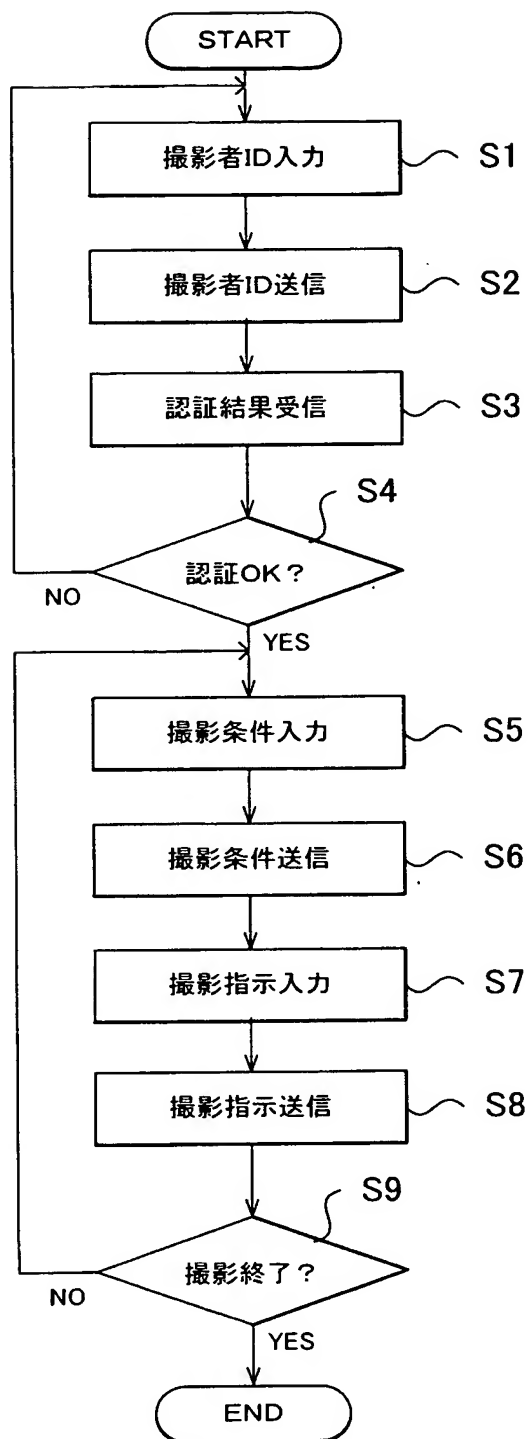 START
撮影者ID入力
S1
撮影者ID送信
S2
認証結果受信
S3
S4
認証OK?
NO
YES
撮影条件入力
S5
撮影条件送信
S6
撮影指示入力
S7
撮影指示送信
S8
S9
撮影終了?
NO
YES
END